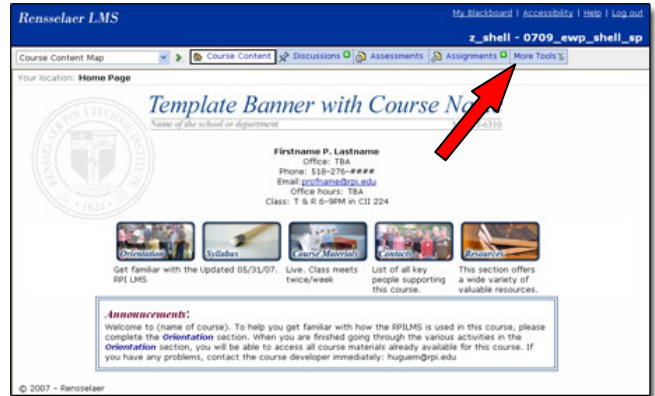 Rensselaer LMS
My Blackboard | Accessibility | Help | Log out
z_shell - 0709_ewp_shell_sp
Course Content Map
Course Content
Discussions
Assessments
Assignments
More Tools
Your location: Home Page
Template Banner with Course
Name of the school or department
-6310
Firstname P. Lastname
Office: TBA
Phone: 518-276-####
Email: profname@rpi.edu
Office hours: TBA
Class: T & R 6-9PM in CII 224
Orientation
Syllabus
Course Materials
Contacts
Resources
Get familiar with the RPI LMS
Updated 05/31/07.
Live. Class meets twice/week
List of all key people supporting this course.
This section offers a wide variety of valuable resources.
Announcements:
Welcome to (name of course). To help you get familiar with how the RPILMS is used in this course, please
complete the Orientation section. When you are finished going through the various activities in the
Orientation section, you will be able to access all course materials already available for this course. If
you have any problems, contact the course developer immediately: huguem@rpi.edu
© 2007 - Rensselaer